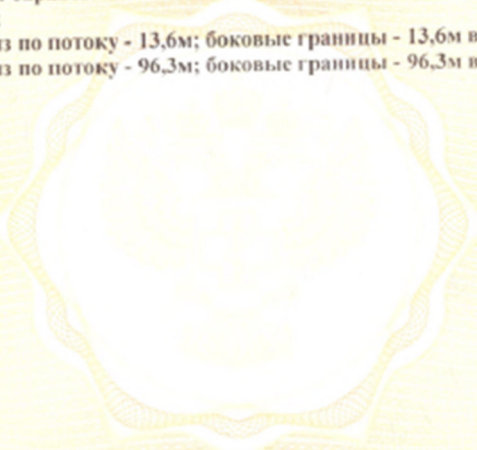 по потоку - 13,6м; боковые границы - 13,6м
по потоку - 96,3м; боковые границы - 96,3м